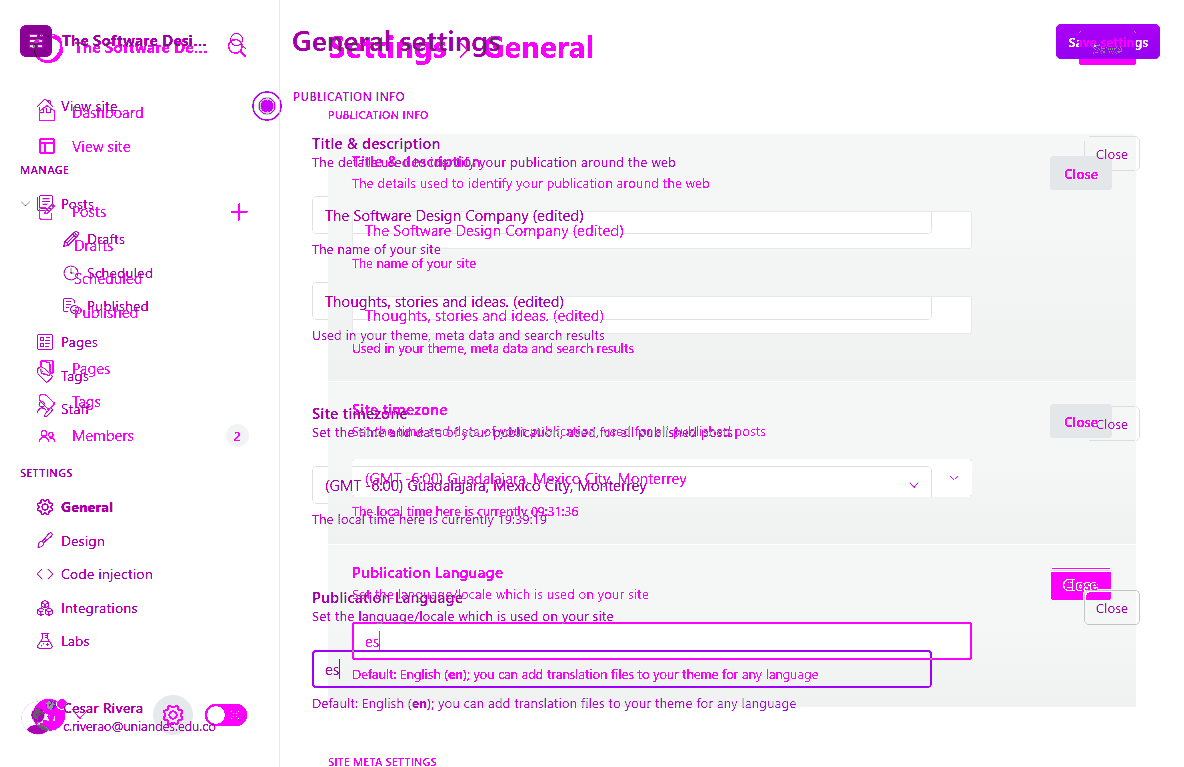 The Software Desi...
The Software De...
General settings
Settings
General
Save settings
View site
Dashboard
View site
MANAGE
Posts
Posts
Drafts
Drafts
Scheduled
Scheduled
Published
Published
Pages
Pages
Tags
Tags
Staff
Members
2
SETTINGS
General
Design
Code injection
Integrations
Labs
Cesar Rivera
c.riverao@uniandes.edu.co
PUBLICATION INFO
PUBLICATION INFO
Title & description
Title & description
Close
The details used to identify your publication around the web
Close
The details used to identify your publication around the web
The Software Design Company (edited)
The Software Design Company (edited)
The name of your site
The name of your site
Thoughts, stories and ideas. (edited)
Thoughts, stories and ideas. (edited)
Used in your theme, meta data and search results
Used in your theme, meta data and search results
Site timezone
Site timezone
Close
Close
Set the time and date of your publication, used for all published posts
Set the time and date of your publication, used for all published posts
(GMT -6:00) Guadalajara, Mexico City, Monterrey
(GMT -6:00) Guadalajara, Mexico City, Monterrey
The local time here is currently 09:31:36
The local time here is currently 19:39:19
Publication Language
Close
Set the language/locale which is used on your site
Publication Language
Close
Set the language/locale which is used on your site
es
es
Default: English (en); you can add translation files to your theme for any language
Default: English (en); you can add translation files to your theme for any language
SITE META SETTINGS